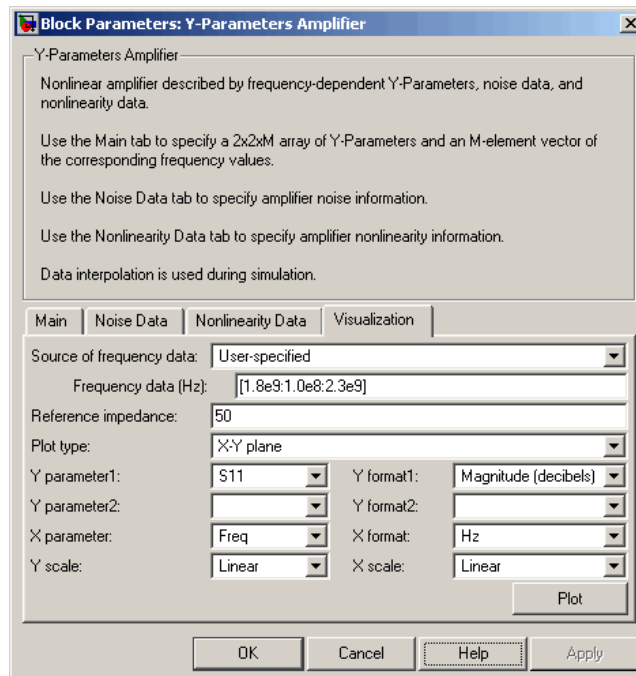 Block Parameters: Y-Parameters Amplifier
Y-Parameters Amplifier
Nonlinear amplifier described by frequency-dependent Y-Parameters, noise data, and
nonlinearity data.
Use the Main tab to specify a 2x2xM array of Y-Parameters and an M-element vector of
the corresponding frequency values.
Use the Noise Data tab to specify amplifier noise information.
Use the Nonlinearity Data tab to specify amplifier nonlinearity information.
Data interpolation is used during simulation.
Main Noise Data Nonlinearity Data Visualization
Source of frequency data: User-specified
Frequency data (Hz): [1.8e9:1.0e8:2.3e9]
Reference impedance: 50
Plot type: X-Y plane
Y parameter1: S11 Y format1: Magnitude (decibels)
Y parameter2: Y format2:
X parameter: Freq X format: Hz
Y scale: Linear X scale: Linear
Plot
OK Cancel Help Apply